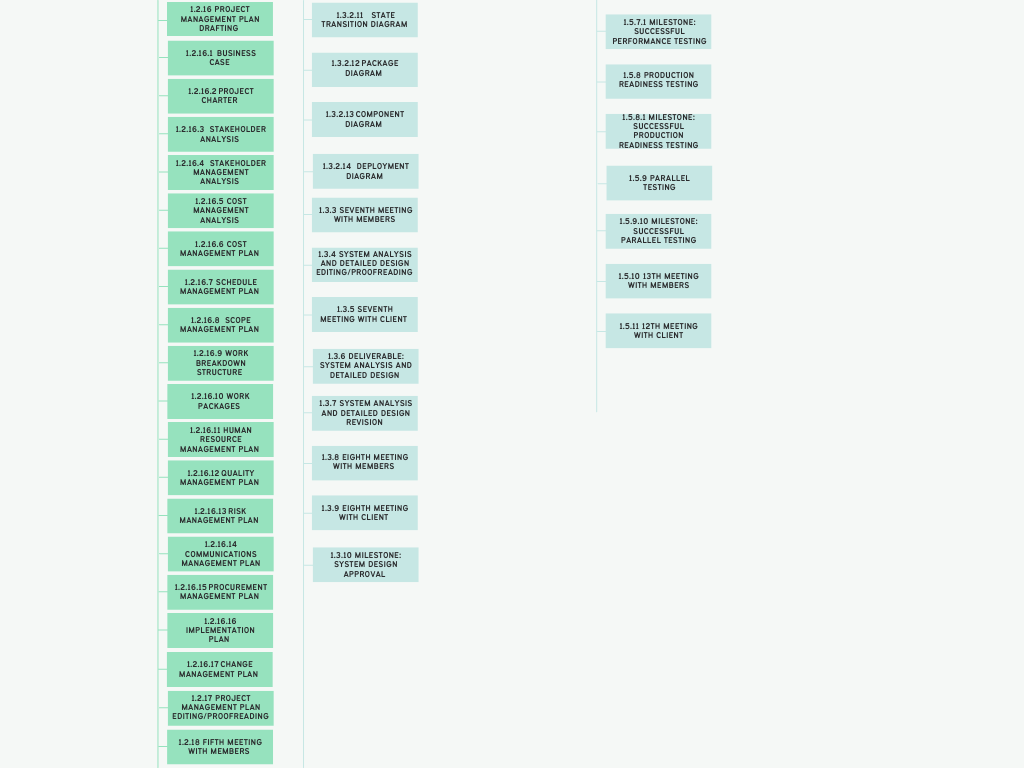 1.2.16 PROJECT
MANAGEMENT PLAN
DRAFTING
1.2.16.1 BUSINESS
CASE
1.2.16.2 PROJECT
CHARTER
1.2.16.3 STAKEHOLDER
ANALYSIS
1.2.16.4 STAKEHOLDER
MANAGEMENT
ANALYSIS
1.2.16.5 COST
MANAGEMENT
ANALYSIS
1.2.16.6 COST
MANAGEMENT PLAN
1.2.16.7 SCHEDULE
MANAGEMENT PLAN
1.2.16.8 SCOPE
MANAGEMENT PLAN
1.2.16.9 WORK
BREAKDOWN
STRUCTURE
1.2.16.10 WORK
PACKAGES
1.2.16.11 HUMAN
RESOURCE
MANAGEMENT PLAN
1.2.16.12 QUALITY
MANAGEMENT PLAN
1.2.16.13 RISK
MANAGEMENT PLAN
1.2.16.14
COMMUNICATIONS
MANAGEMENT PLAN
1.2.16.15 PROCUREMENT
MANAGEMENT PLAN
1.2.16.16
IMPLEMENTATION
PLAN
1.2.16.17 CHANGE
MANAGEMENT PLAN
1.2.17 PROJECT
MANAGEMENT PLAN
EDITING/PROOFREADING
1.2.18 FIFTH MEETING
WITH MEMBERS
1.3.2.11 STATE
TRANSITION DIAGRAM
1.3.2.12 PACKAGE
DIAGRAM
1.3.2.13 COMPONENT
DIAGRAM
1.3.2.14 DEPLOYMENT
DIAGRAM
1.3.3 SEVENTH MEETING
WITH MEMBERS
1.3.4 SYSTEM ANALYSIS
AND DETAILED DESIGN
EDITING/PROOFREADING
1.3.5 SEVENTH
MEETING WITH CLIENT
1.3.6 DELIVERABLE:
SYSTEM ANALYSIS AND
DETAILED DESIGN
1.3.7 SYSTEM ANALYSIS
AND DETAILED DESIGN
REVISION
1.3.8 EIGHTH MEETING
WITH MEMBERS
1.3.9 EIGHTH MEETING
WITH CLIENT
1.3.10 MILESTONE:
SYSTEM DESIGN
APPROVAL
1.5.7.1 MILESTONE:
SUCCESSFUL
PERFORMANCE TESTING
1.5.8 PRODUCTION
READINESS TESTING
1.5.8.1 MILESTONE:
SUCCESSFUL
PRODUCTION
READINESS TESTING
1.5.9 PARALLEL
TESTING
1.5.9.10 MILESTONE:
SUCCESSFUL
PARALLEL TESTING
1.5.10 13TH MEETING
WITH MEMBERS
1.5.11 12TH MEETING
WITH CLIENT